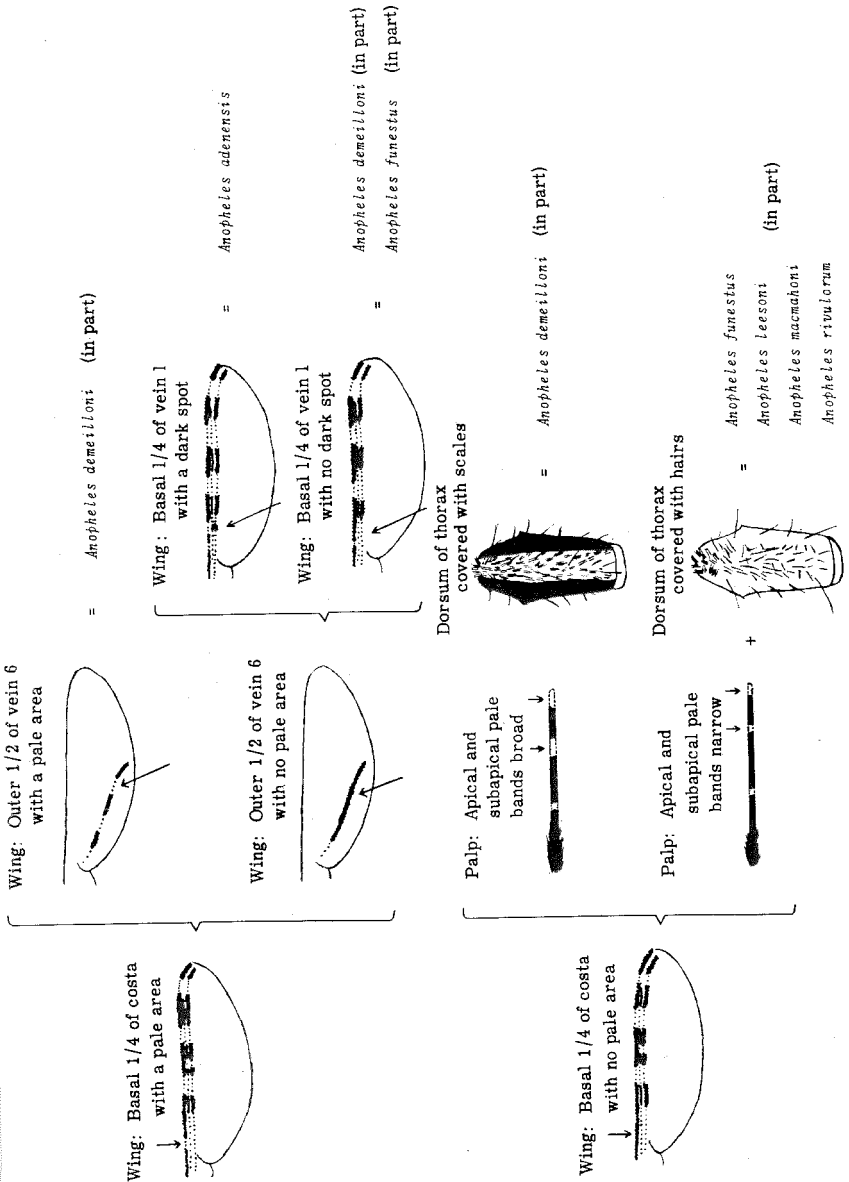 Wing: Basal 1/4 of costa
with a pale area
Wing: Outer 1/2 of vein 6
with a pale area
= Anopheles demeilloni (in part)
Wing: Outer 1/2 of vein 6
with no pale area
Wing: Basal 1/4 of vein 1
with a dark spot
= Anopheles adenensis
Wing: Basal 1/4 of vein 1
with no dark spot
= Anopheles demeilloni (in part)
Anopheles funestus (in part)
Wing: Basal 1/4 of costa
with no pale area
Palp: Apical and
subapical pale
bands broad
Dorsum of thorax
covered with scales
= Anopheles demeilloni (in part)
Palp: Apical and
subapical pale
bands narrow
+
Dorsum of thorax
covered with hairs
=
Anopheles funestus
Anopheles leesoni
(in part)
Anopheles macmahoni
Anopheles rivulorum